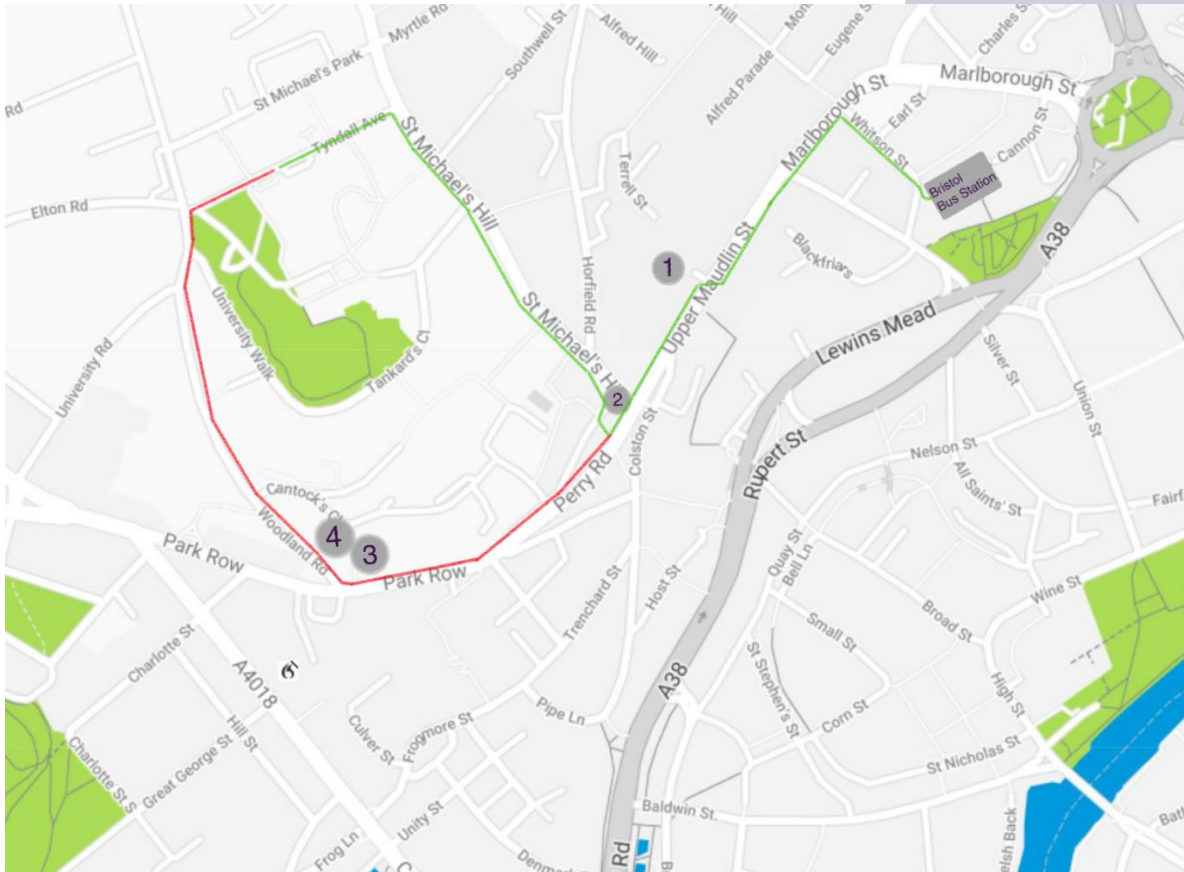 Myrtle Rd
Southwell St
Alfred Hill
Hill
Eugene St
Charles St
Marlborough St
St Michael's Park
Alfred Parade
Marlborough St
Earl St
Whitson St
Cannon St
Rd
Tyndall Ave
St Michael's Hill
Terrell St
Bristol
Bus Station
Elton Rd
Upper Maudlin St
Blackfriars
A38
1
Horfield Rd
University Walk
Tankard's Cl
St Michael's Hill
Lewins Mead
University Rd
2
Silver St
Union St
Colston St
Rupert St
Nelson St
Perry Rd
All Saints' St
Cantock's Cl
Woodland Rd
4
3
Park Row
Park Row
Quay St
Bell Ln
Wine St
Trenchard St
Host St
Broad St
Small St
Charlotte St
St Stephen's St
A4018
A38
High St
Pipe Ln
Corn St
Culver St
Frogmore St
Hill St
St Nicholas St
Charlotte St S
Great George St
Baldwin St.
Unity St
Frog Ln
Rd